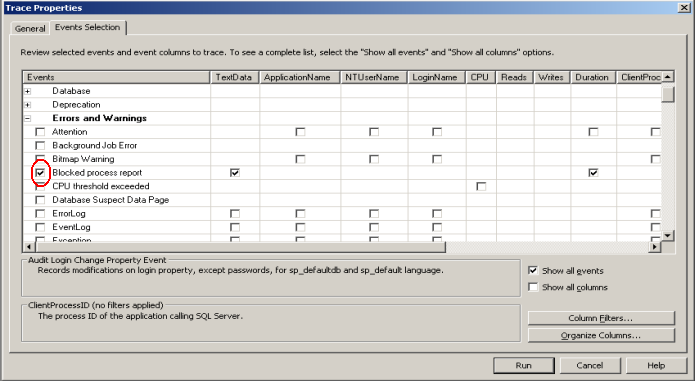 Trace Properties
General Events Selection
Review selected events and event columns to trace. To see a complete list, select the "Show all events" and "Show all columns" options.
Events TextData ApplicationName NTUserName LoginName CPU Reads Writes Duration ClientProc
Database
Deprecation
Errors and Warnings
Attention
Background Job Error
Bitmap Warning
Blocked process report
CPU threshold exceeded
Database Suspect Data Page
ErrorLog
EventLog
Exception
Audit Login Change Property Event
Records modifications on login property, except passwords, for sp_defaultdb and sp_default language.
Show all events
Show all columns
ClientProcessID (no filters applied)
The process ID of the application calling SQL Server.
Column Filters...
Organize Columns...
Run Cancel Help